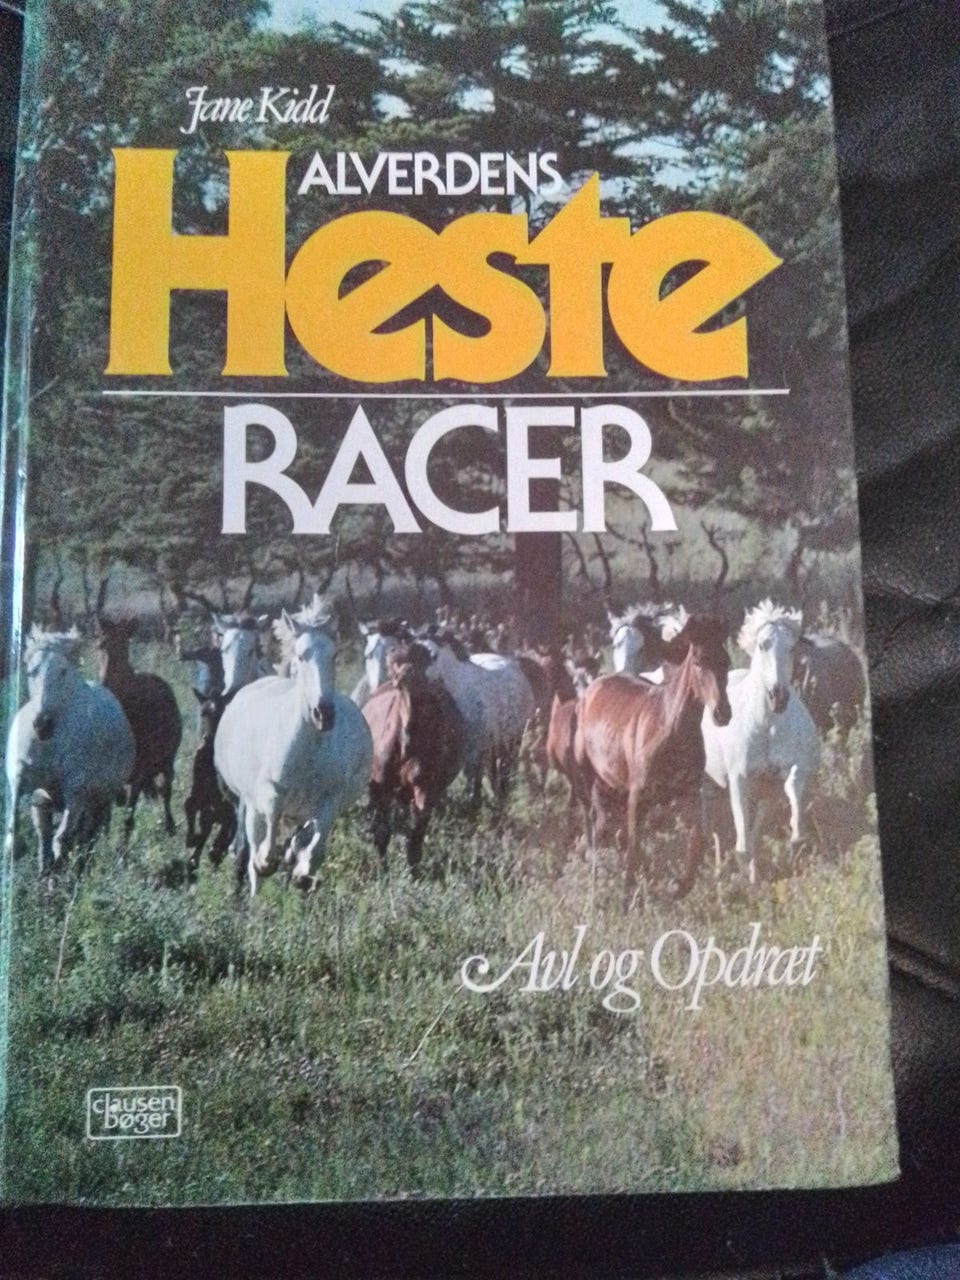 Jane Kidd
ALVERDENS
Heste
RACER
Avl og Opdræt
clausen
bøger